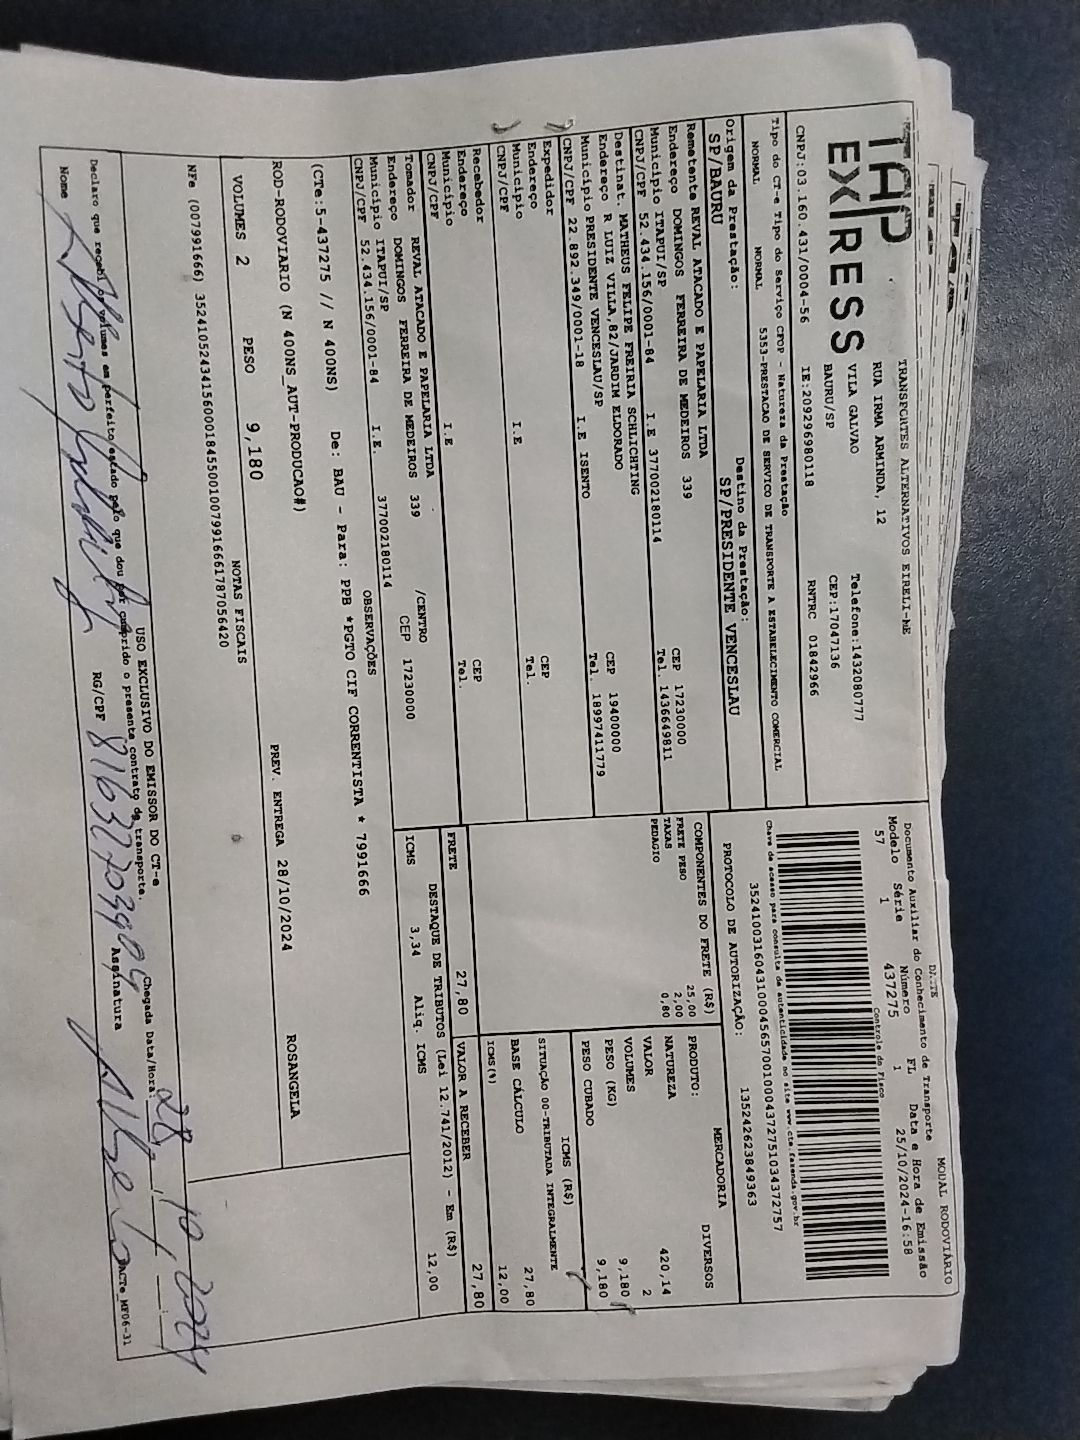 TAP
EXPRESS
TRANSPORTES ALTERNATIVOS EIRELI-ME
RUA IRMA ARMINDA, 12
VILA GALVAO Telefone:1432080777
BAURU/SP CEP:17047136
CNPJ:03.160.431/0004-56 IE:209296980118 RNTRC 01842966
MODAL RODOVIÁRIO
Documento Auxiliar do Conhecimento de Transporte
Modelo Série Número FL Data e Hora de Emissão
57 1 437275 1 25/10/2024-16:58
Controle do Fisco
Chave de acesso para consulta de autenticidade no site www.cte.fazenda.gov.br
35241003160431000456570010004372751034372757
PROTOCOLO DE AUTORIZAÇÃO: 135242623849363
Tipo do CT-e Tipo do Serviço CFOP - Natureza da Prestação
NORMAL NORMAL 5353-PRESTACAO DE SERVICO DE TRANSPORTE A ESTABELECIMENTO COMERCIAL
Origem da Prestação: Destino da Prestação:
SP/BAURU SP/PRESIDENTE VENCESLAU
Remetente REVAL ATACADO E PAPELARIA LTDA
Endereço DOMINGOS FERREIRA DE MEDEIROS 339 CEP 17230000
Município ITAPUI/SP Tel. 1436649811
CNPJ/CPF 52.434.156/0001-84 I.E 377002180114
Destinat. MATHEUS FELIPE FREIRIA SCHLICHTING
Endereço R LUIZ VILLA,82/JARDIM ELDORADO CEP 19400000
Município PRESIDENTE VENCESLAU/SP Tel. 18997411779
CNPJ/CPF 22.892.349/0001-18 I.E ISENTO
Expedidor
Endereço CEP
Município Tel.
CNPJ/CPF I.E
Recebedor
Endereço CEP
Município Tel.
CNPJ/CPF I.E
Tomador REVAL ATACADO E PAPELARIA LTDA
Endereço DOMINGOS FERREIRA DE MEDEIROS 339 /CENTRO
Município ITAPUI/SP CEP 17230000
CNPJ/CPF 52.434.156/0001-84 I.E. 377002180114
COMPONENTES DO FRETE (R$)
FRETE PESO 25,00
TAXAS 2,00
PEDAGIO 0,80
PRODUTO: MERCADORIA
NATUREZA DIVERSOS
VALOR 420,14
VOLUMES 2
PESO (KG) 9,180
PESO CUBADO 9,180
ICMS (R$)
SITUAÇÃO 00-TRIBUTADA INTEGRALMENTE
BASE CÁLCULO 27,80
ICMS(%) 12,00
FRETE 27,80 VALOR A RECEBER 27,80
DESTAQUE DE TRIBUTOS (Lei 12.741/2012) - Em (R$)
ICMS 3,34 Aliq. ICMS 12,00
OBSERVAÇÕES
(CTe:5-437275 // N 400NS) De: BAU - Para: PPB *PGTO CIF CORRENTISTA * 7991666
ROD-RODOVIARIO (N 400NS_AUT-PRODUCAO#)
PREV. ENTREGA 28/10/2024 ROSANGELA
VOLUMES 2 PESO 9,180 NOTAS FISCAIS
NFe (007991666) 35241052434156000184550010079916661787056420
USO EXCLUSIVO DO EMISSOR DO CT-e
Declaro que recebi os volumes em perfeito estado pelo que dou por cumprido o presente contrato de transporte.
Chegada Data/Hora: 28, 10, 2024
Nome Alberto RG/CPF Assinatura Alberto
DACTe_MF06-31